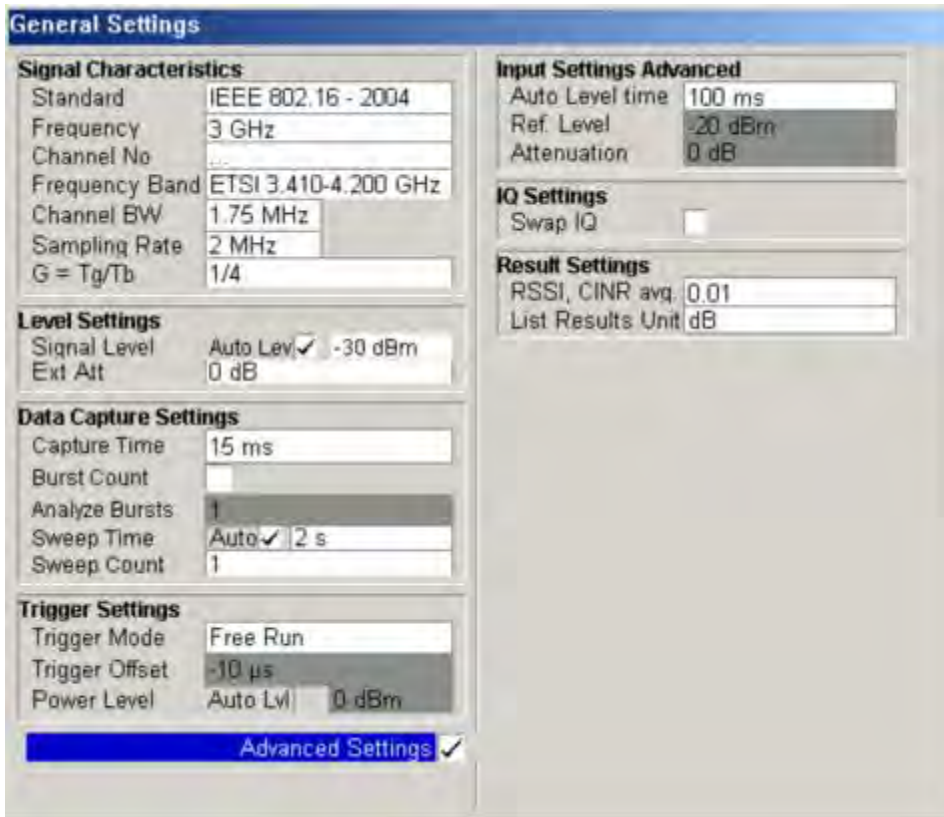 General Settings
Signal Characteristics
Standard IEEE 802.16 - 2004
Frequency 3 GHz
Channel No ...
Frequency Band ETSI 3.410-4.200 GHz
Channel BW 1.75 MHz
Sampling Rate 2 MHz
G = Tg/Tb 1/4
Level Settings
Signal Level Auto Lev -30 dBm
Ext Att 0 dB
Data Capture Settings
Capture Time 15 ms
Burst Count
Analyze Bursts 1
Sweep Time Auto 2 s
Sweep Count 1
Trigger Settings
Trigger Mode Free Run
Trigger Offset -10 µs
Power Level Auto Lvl 0 dBm
Advanced Settings
Input Settings Advanced
Auto Level time 100 ms
Ref. Level -20 dBm
Attenuation 0 dB
IQ Settings
Swap IQ
Result Settings
RSSI, CINR avg. 0.01
List Results Unit dB